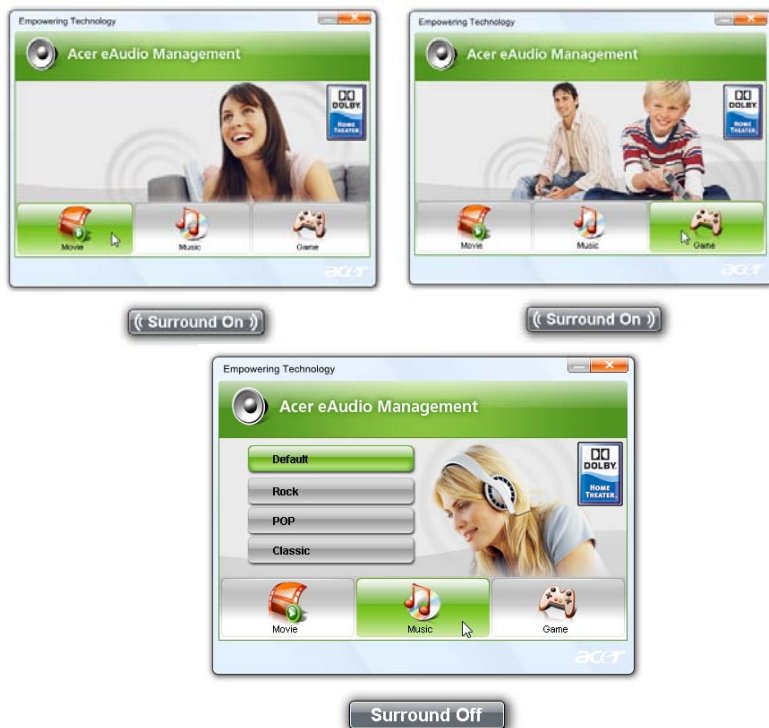 Empowering Technology
Acer eAudio Management
DOLBY
HOME THEATER
Movie
Music
Game
acer
(( Surround On ))
Empowering Technology
Acer eAudio Management
DOLBY
HOME THEATER
Movie
Music
Game
acer
(( Surround On ))
Empowering Technology
Acer eAudio Management
DOLBY
HOME THEATER
Default
Rock
POP
Classic
Movie
Music
Game
acer
Surround Off